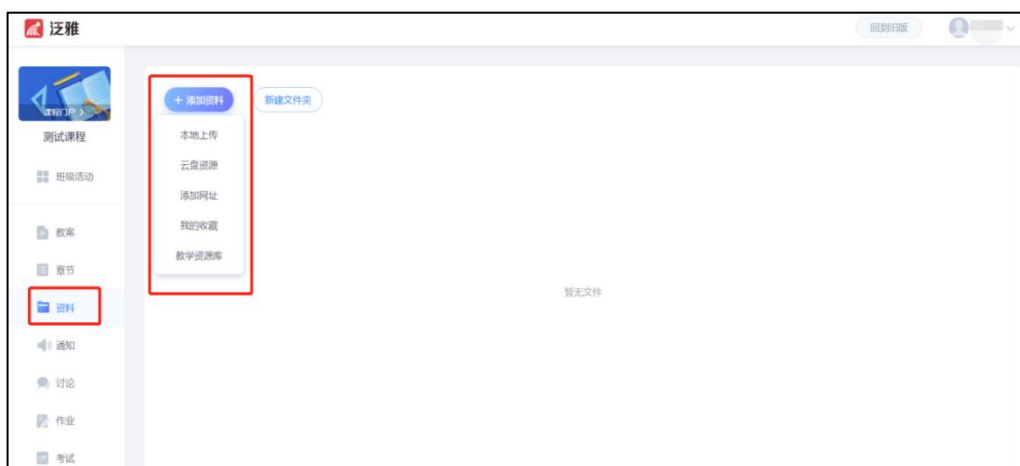 泛雅
回到旧版
课程门户 >
测试课程
班级活动
教案
章节
资料
通知
讨论
作业
考试
+ 添加资料
新建文件夹
本地上传
云盘资源
添加网址
我的收藏
教学资源库
暂无文件